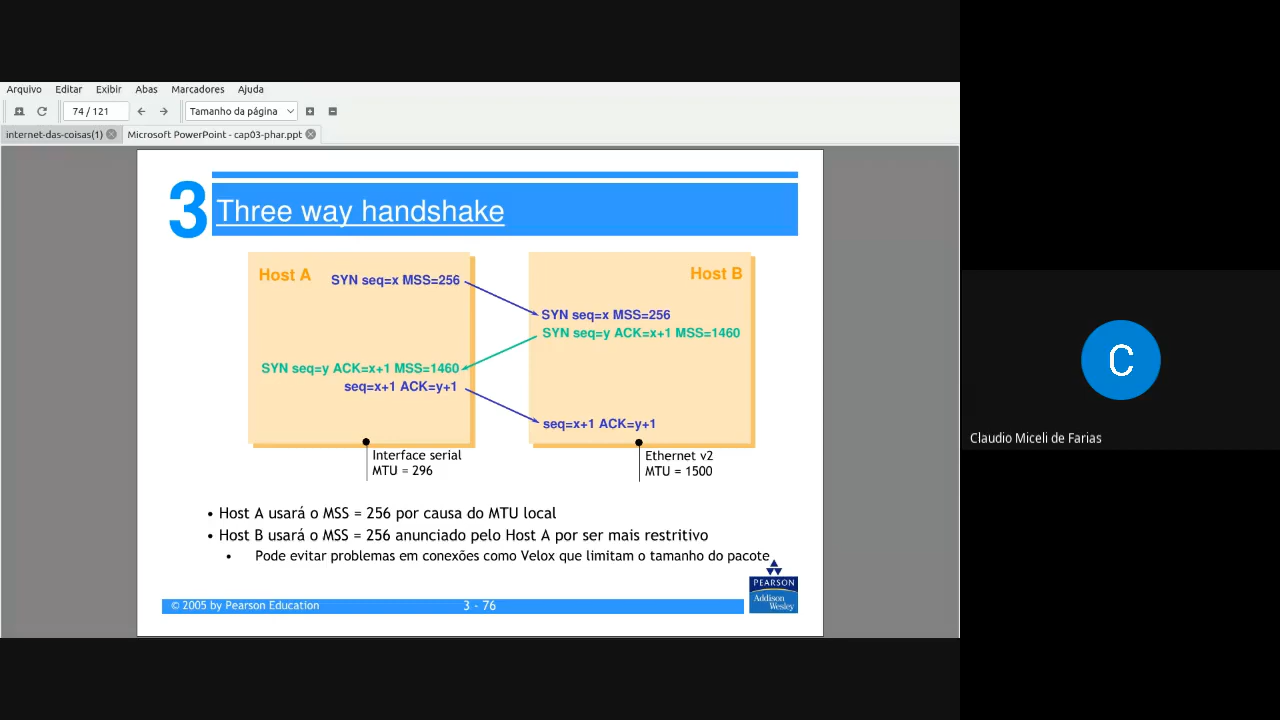 Arquivo Editar Exibir Abas Marcadores Ajuda
74 / 121 Tamanho da página
internet-das-coisas(1) Microsoft PowerPoint - cap03-phar.ppt
3 Three way handshake
Host A SYN seq=x MSS=256
Host B
SYN seq=x MSS=256
SYN seq=y ACK=x+1 MSS=1460
SYN seq=y ACK=x+1 MSS=1460
seq=x+1 ACK=y+1
seq=x+1 ACK=y+1
Interface serial
MTU = 296
Ethernet v2
MTU = 1500
• Host A usará o MSS = 256 por causa do MTU local
• Host B usará o MSS = 256 anunciado pelo Host A por ser mais restritivo
• Pode evitar problemas em conexões como Velox que limitam o tamanho do pacote
PEARSON
Addison
Wesley
© 2005 by Pearson Education 3 - 76
C
Claudio Miceli de Farias